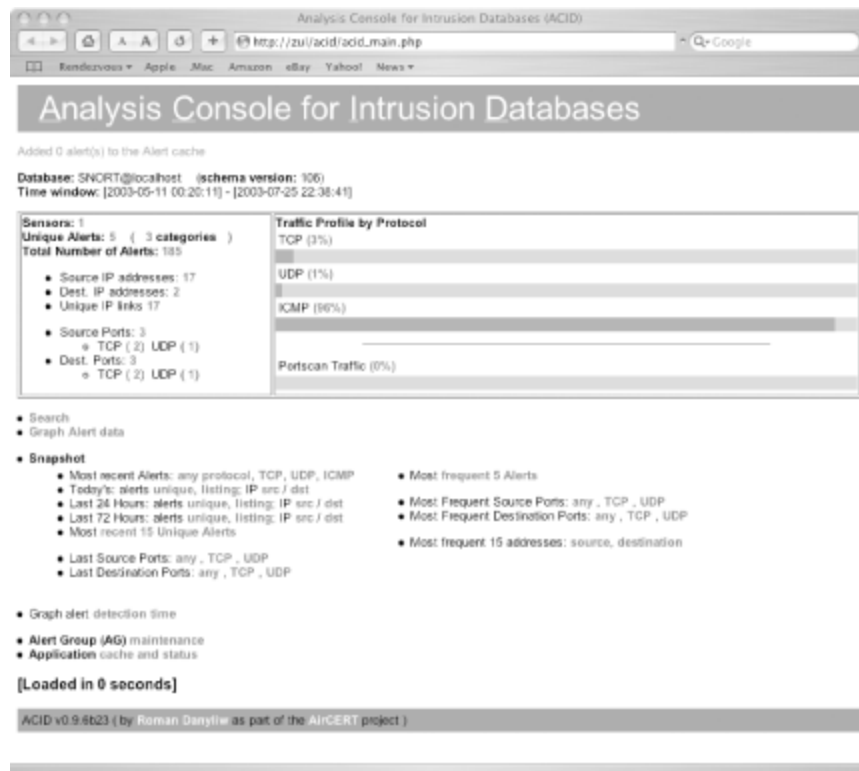 Analysis Console for Intrusion Databases (ACID)
A A + http://zul/acid/acid_main.php Q- Google
Rendezvous Apple .Mac Amazon eBay Yahoo! News
Analysis Console for Intrusion Databases
Added 0 alert(s) to the Alert cache
Database: SNORT@localhost (schema version: 106)
Time window: [2003-05-11 00:20:11] - [2003-07-25 22:38:41]
Sensors: 1
Unique Alerts: 5 ( 3 categories )
Total Number of Alerts: 185
• Source IP addresses: 17
• Dest. IP addresses: 2
• Unique IP links 17
• Source Ports: 3
TCP ( 2) UDP ( 1)
• Dest. Ports: 3
TCP ( 2) UDP ( 1)
Traffic Profile by Protocol
TCP (3%)
UDP (1%)
ICMP (96%)
Portscan Traffic (0%)
• Search
• Graph Alert data
• Snapshot
• Most recent Alerts: any protocol, TCP, UDP, ICMP
• Today's: alerts unique, listing; IP src / dst
• Last 24 Hours: alerts unique, listing; IP src / dst
• Last 72 Hours: alerts unique, listing; IP src / dst
• Most recent 15 Unique Alerts
• Last Source Ports: any , TCP , UDP
• Last Destination Ports: any , TCP , UDP
• Most frequent 5 Alerts
• Most Frequent Source Ports: any , TCP , UDP
• Most Frequent Destination Ports: any , TCP , UDP
• Most frequent 15 addresses: source, destination
• Graph alert detection time
• Alert Group (AG) maintenance
• Application cache and status
[Loaded in 0 seconds]
ACID v0.9.6b23 ( by Roman Danyliw as part of the AirCERT project )